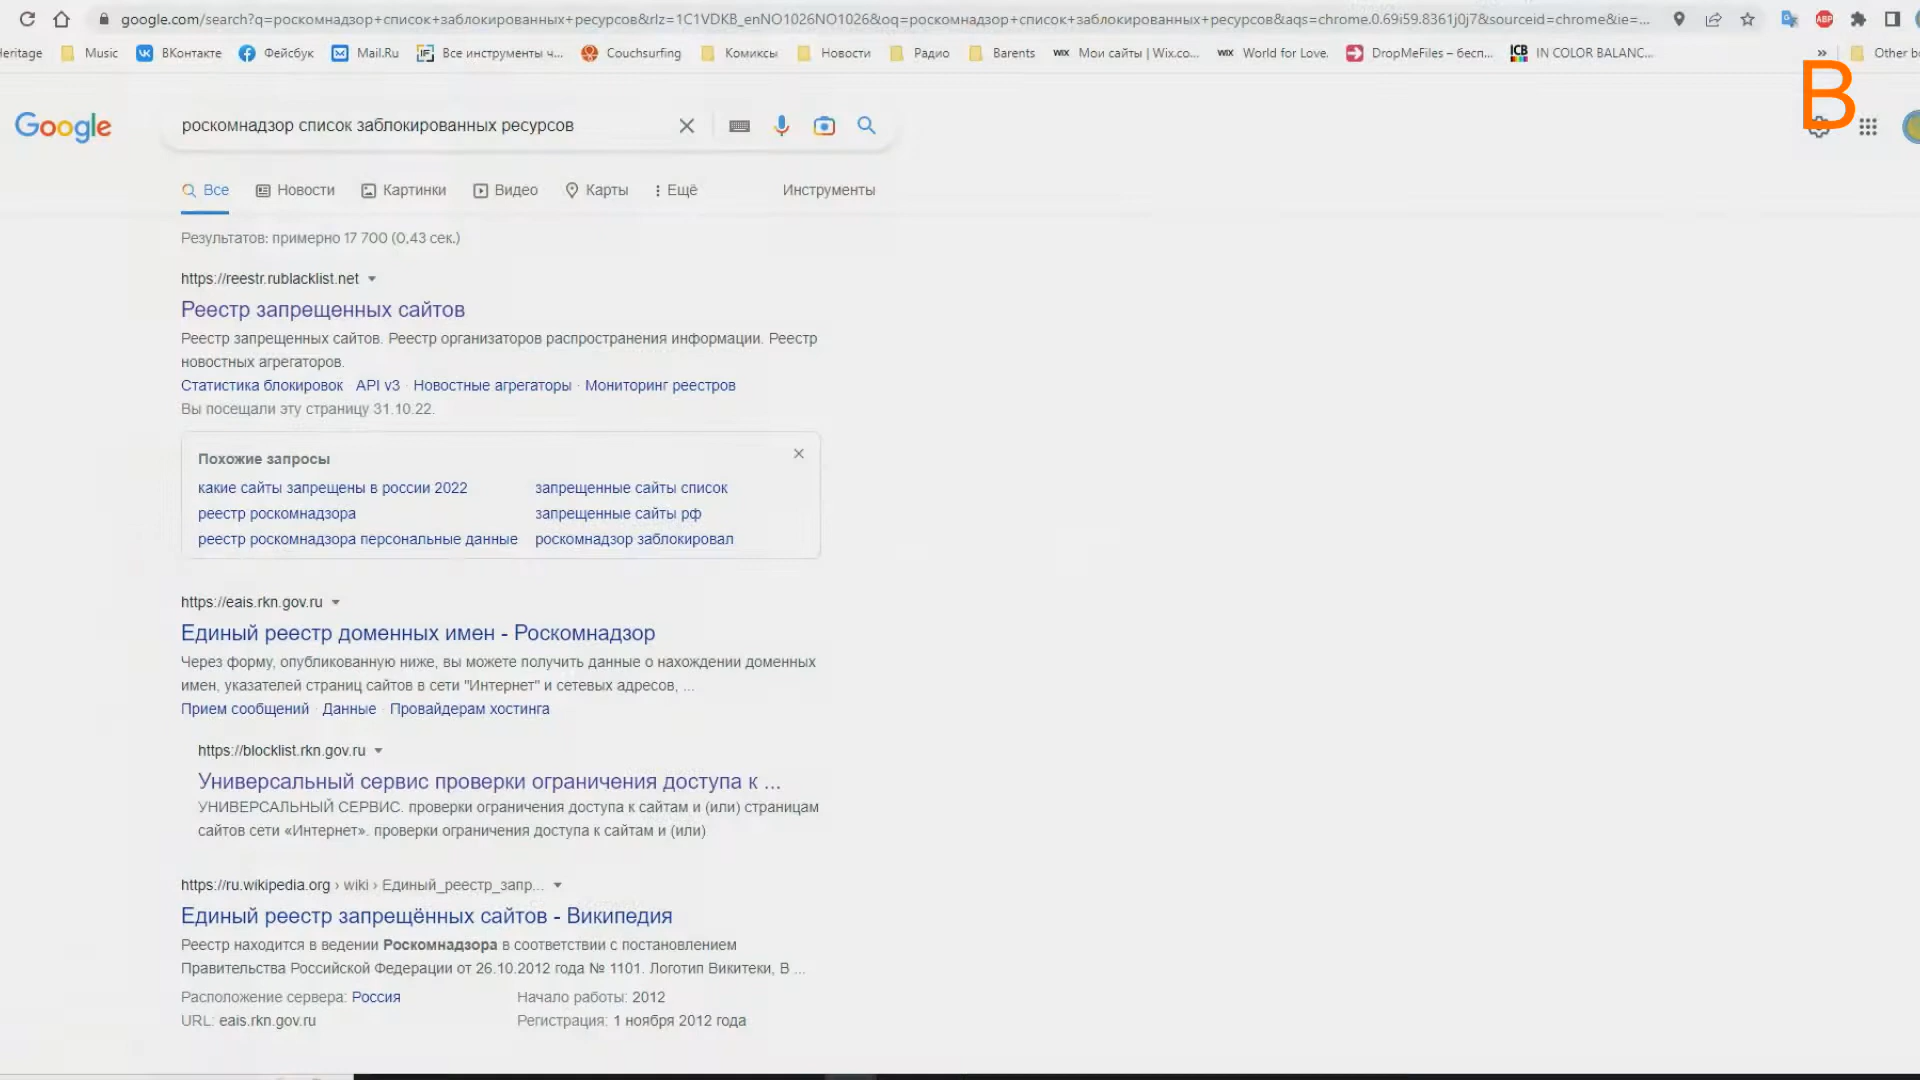 google.com/search?q=роскомнадзор+список+заблокированных+ресурсов&rlz=1C1VDKB_enNO1026NO1026&oq=роскомнадзор+список+заблокированных+ресурсов&aqs=chrome.0.69i59.8361j0j7&sourceid=chrome&ie=...
ABP
eritage Music ВКонтакте Фейсбук Mail.Ru Все инструменты ч... Couchsurfing Комиксы Новости Радио Barents WIX Мои сайты | Wix.co... WIX World for Love. DropMeFiles – бесп... ICB IN COLOR BALANC... » Other bo
B
Google
роскомнадзор список заблокированных ресурсов
Все Новости Картинки Видео Карты Ещё Инструменты
Результатов: примерно 17 700 (0,43 сек.)
https://reestr.rublacklist.net
Реестр запрещенных сайтов
Реестр запрещенных сайтов. Реестр организаторов распространения информации. Реестр
новостных агрегаторов.
Статистика блокировок · API v3 · Новостные агрегаторы · Мониторинг реестров
Вы посещали эту страницу 31.10.22.
Похожие запросы
какие сайты запрещены в россии 2022 запрещенные сайты список
реестр роскомнадзора запрещенные сайты рф
реестр роскомнадзора персональные данные роскомнадзор заблокировал
https://eais.rkn.gov.ru
Единый реестр доменных имен - Роскомнадзор
Через форму, опубликованную ниже, вы можете получить данные о нахождении доменных
имен, указателей страниц сайтов в сети "Интернет" и сетевых адресов, ...
Прием сообщений · Данные · Провайдерам хостинга
https://blocklist.rkn.gov.ru
Универсальный сервис проверки ограничения доступа к ...
УНИВЕРСАЛЬНЫЙ СЕРВИС. проверки ограничения доступа к сайтам и (или) страницам
сайтов сети «Интернет». проверки ограничения доступа к сайтам и (или)
https://ru.wikipedia.org › wiki › Единый_реестр_запр...
Единый реестр запрещённых сайтов - Википедия
Реестр находится в ведении Роскомнадзора в соответствии с постановлением
Правительства Российской Федерации от 26.10.2012 года № 1101. Логотип Викитеки, В ...
Расположение сервера: Россия Начало работы: 2012
URL: eais.rkn.gov.ru Регистрация: 1 ноября 2012 года